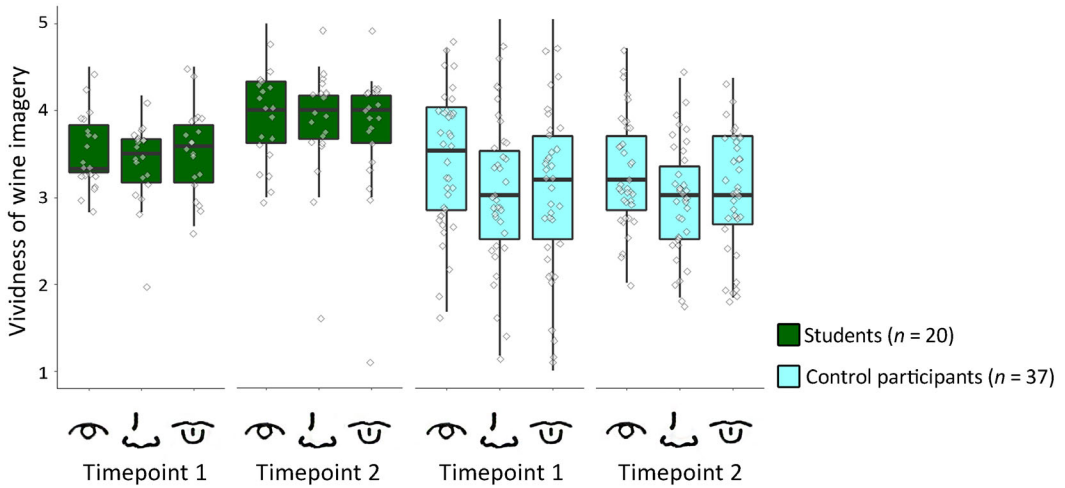 Vividness of wine imagery
5
4
3
2
1
Timepoint 1
Timepoint 2
Timepoint 1
Timepoint 2
Students (n = 20)
Control participants (n = 37)